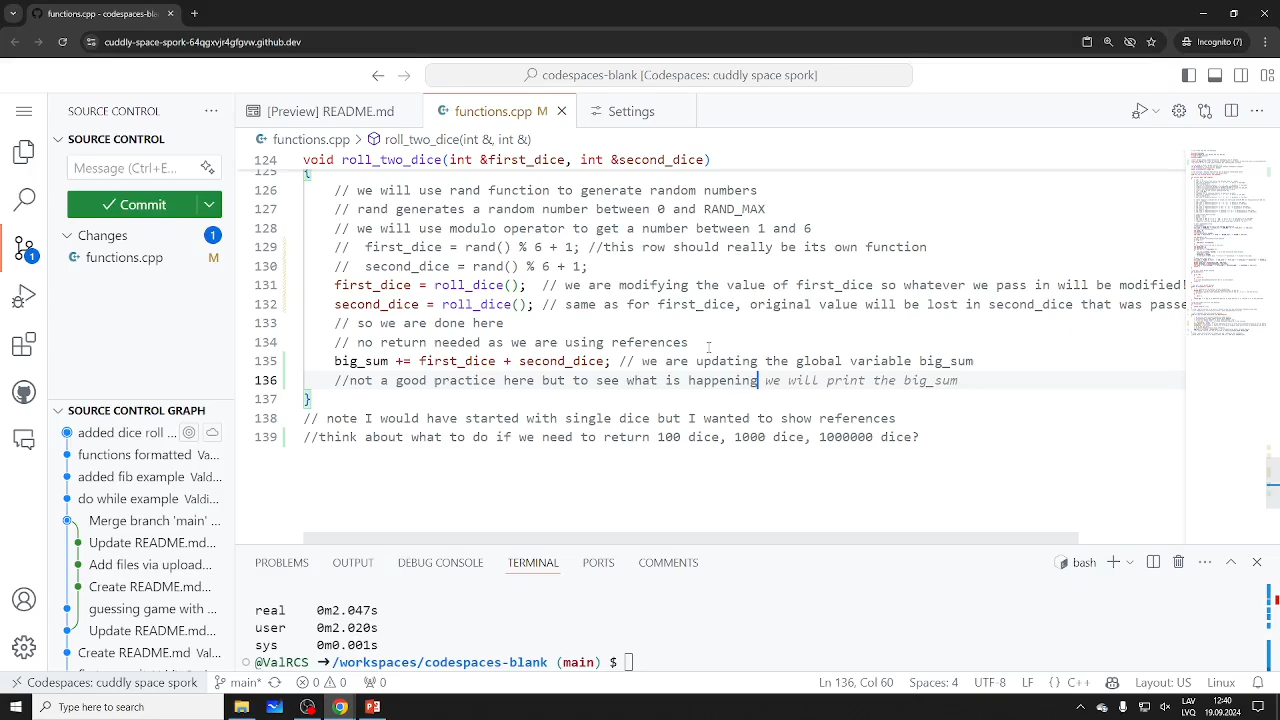 functions.cpp - codespaces-bl
cuddly-space-spork-64qgxvjr4gfgvw.github.dev
Incognito (7)
codespaces-blank [Codespaces: cuddly space spork]
SOURCE CONTROL
[Preview] README.md
functions.cpp M
Settings
SOURCE CONTROL
functions.cpp > roll_two_dice(int &, int &)
Message (Ctrl+E...
Commit
Changes 1
functions.cpp M
124 void roll_two_dice(int &first_dice, int &second_dice)
125 {
126 // we will use rand function to generate random numbers
127 // rand generates a random number between 0 and RAND_MAX
128 // we will use modulo operator to get a number between 1 and 6
129 // first_dice = rand() % 6 + 1; //this row should really be its own function
130 // second_dice = rand() % 6 + 1;
131 first_dice = roll_dice(); // we are modifying the value of first_dice so whatever we pass in will be modified!
132 second_dice = roll_dice(); // same as for first_dice, original value will be lost for second dice that was pass
133 // so we are done here
134 // no return needed as we are using references
135 big_sum += first_dice + second_dice; // we are updating the global variable big_sum
136 //not a good practice here but to see what is happening we will print the big_sum
137 }
138 // note I would have started with single dice but I wanted to show references
139 //think about what to do if we need to return 100 dice, 1000 dice, 1000000 dice?
SOURCE CONTROL GRAPH
added dice roll ...
functions formatted Va...
added fib example Vald...
do while example Valdi...
Merge branch 'main' ...
Update README.md...
Add files via upload...
Create README.md...
guessing game with ...
Update README.md...
Create README.md Val...
PROBLEMS OUTPUT DEBUG CONSOLE TERMINAL PORTS COMMENTS
bash
real 0m2.047s
user 0m2.020s
sys 0m0.001s
@ValRCS ➜ /workspaces/codespaces-blank (main) $
Codespaces: cuddly space spork
main*
0 0
0
Ln 136, Col 60
Spaces: 4
UTF-8
LF
{} C++
Layout: US
Linux
Type here to search
LAV
12:40
19.09.2024